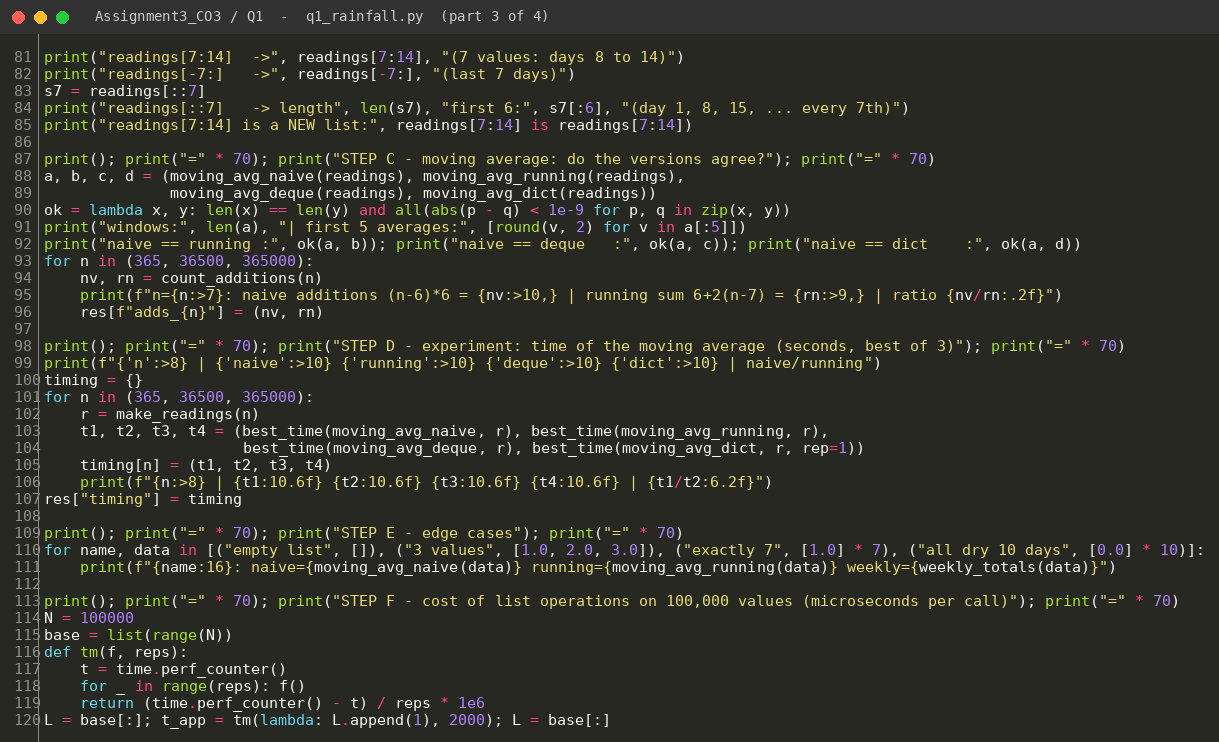 Assignment3_CO3 / Q1  -  q1_rainfall.py  (part 3 of 4)
81 print("readings[7:14]  ->", readings[7:14], "(7 values: days 8 to 14)")
82 print("readings[-7:]   ->", readings[-7:], "(last 7 days)")
83 s7 = readings[::7]
84 print("readings[::7]   -> length", len(s7), "first 6:", s7[:6], "(day 1, 8, 15, ... every 7th)")
85 print("readings[7:14] is a NEW list:", readings[7:14] is readings[7:14])
86
87 print(); print("=" * 70); print("STEP C - moving average: do the versions agree?"); print("=" * 70)
88 a, b, c, d = (moving_avg_naive(readings), moving_avg_running(readings),
89               moving_avg_deque(readings), moving_avg_dict(readings))
90 ok = lambda x, y: len(x) == len(y) and all(abs(p - q) < 1e-9 for p, q in zip(x, y))
91 print("windows:", len(a), "| first 5 averages:", [round(v, 2) for v in a[:5]])
92 print("naive == running :", ok(a, b)); print("naive == deque   :", ok(a, c)); print("naive == dict    :", ok(a, d))
93 for n in (365, 36500, 365000):
94     nv, rn = count_additions(n)
95     print(f"n={n:>7}: naive additions (n-6)*6 = {nv:>10,} | running sum 6+2(n-7) = {rn:>9,} | ratio {nv/rn:.2f}")
96     res[f"adds_{n}"] = (nv, rn)
97
98 print(); print("=" * 70); print("STEP D - experiment: time of the moving average (seconds, best of 3)"); print("=" * 70)
99 print(f"{'n':>8} | {'naive':>10} {'running':>10} {'deque':>10} {'dict':>10} | naive/running")
100 timing = {}
101 for n in (365, 36500, 365000):
102     r = make_readings(n)
103     t1, t2, t3, t4 = (best_time(moving_avg_naive, r), best_time(moving_avg_running, r),
104                       best_time(moving_avg_deque, r), best_time(moving_avg_dict, r, rep=1))
105     timing[n] = (t1, t2, t3, t4)
106     print(f"{n:>8} | {t1:10.6f} {t2:10.6f} {t3:10.6f} {t4:10.6f} | {t1/t2:6.2f}")
107 res["timing"] = timing
108
109 print(); print("=" * 70); print("STEP E - edge cases"); print("=" * 70)
110 for name, data in [("empty list", []), ("3 values", [1.0, 2.0, 3.0]), ("exactly 7", [1.0] * 7), ("all dry 10 days", [0.0] * 10)]:
111     print(f"{name:16}: naive={moving_avg_naive(data)} running={moving_avg_running(data)} weekly={weekly_totals(data)}")
112
113 print(); print("=" * 70); print("STEP F - cost of list operations on 100,000 values (microseconds per call)"); print("=" * 70)
114 N = 100000
115 base = list(range(N))
116 def tm(f, reps):
117     t = time.perf_counter()
118     for _ in range(reps): f()
119     return (time.perf_counter() - t) / reps * 1e6
120 L = base[:]; t_app = tm(lambda: L.append(1), 2000); L = base[:]